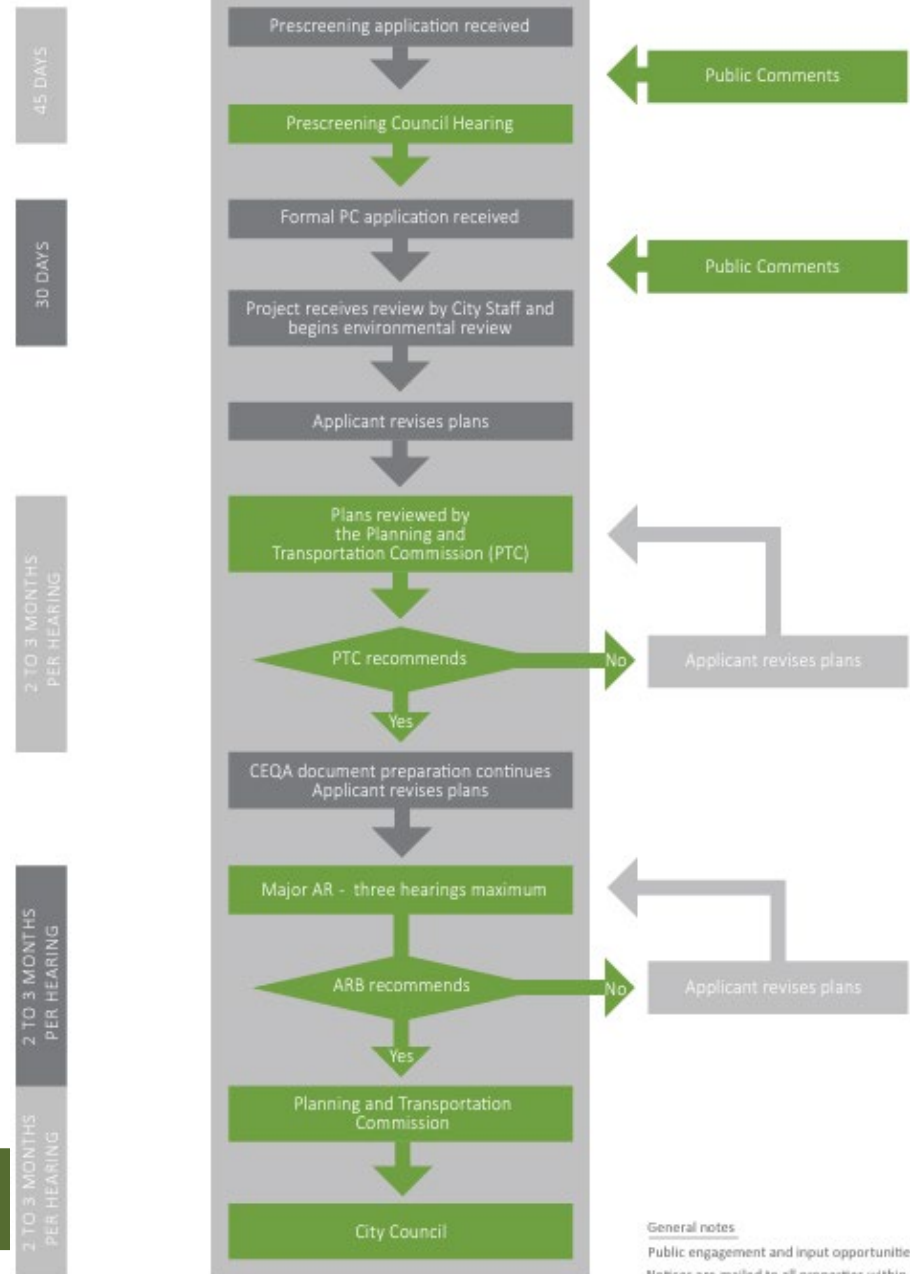 45 DAYS
Prescreening application received
Public Comments
Prescreening Council Hearing
30 DAYS
Formal PC application received
Public Comments
Project receives review by City Staff and
begins environmental review
Applicant revises plans
2 TO 3 MONTHS
PER HEARING
Plans reviewed by
the Planning and
Transportation Commission (PTC)
PTC recommends
No
Applicant revises plans
Yes
CEQA document preparation continues
Applicant revises plans
2 TO 3 MONTHS
PER HEARING
Major AR - three hearings maximum
ARB recommends
No
Applicant revises plans
Yes
2 TO 3 MONTHS
PER HEARING
Planning and Transportation
Commission
City Council
General notes
Public engagement and input